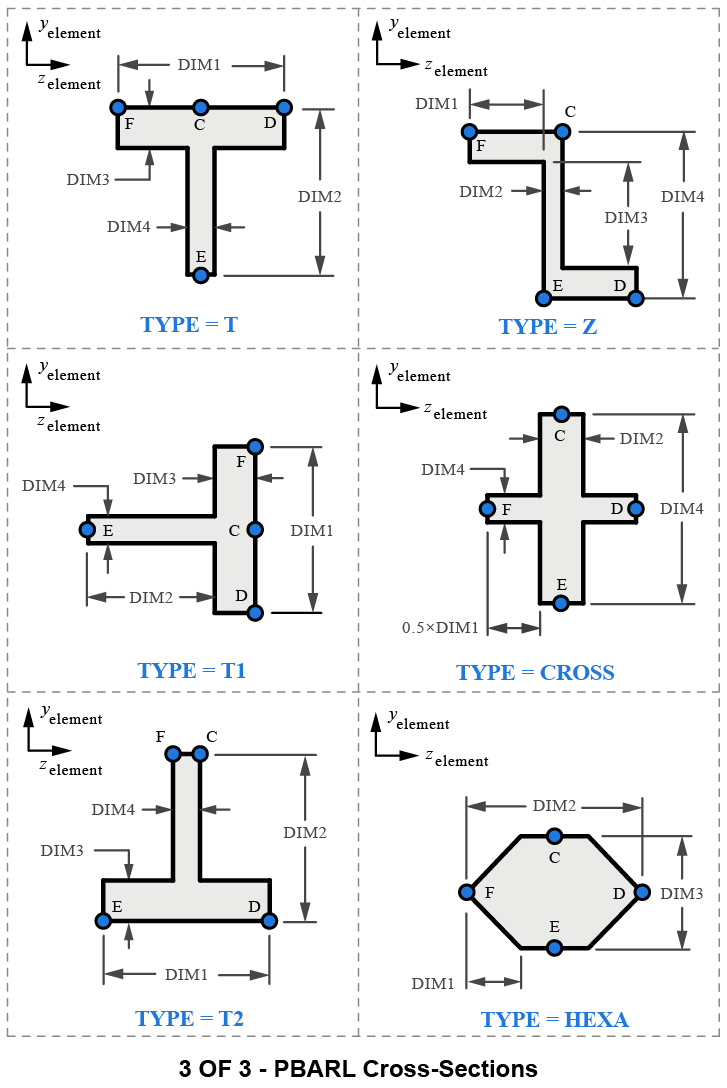 y element
z element
DIM1
F
C
D
DIM3
DIM2
DIM4
E
TYPE = T
y element
z element
DIM1
C
F
DIM2
DIM4
DIM3
E
D
TYPE = Z
y element
z element
F
DIM3
DIM4
E
C
DIM1
DIM2
D
TYPE = T1
y element
z element
C
DIM2
DIM4
F
D
DIM4
E
0.5×DIM1
TYPE = CROSS
y element
z element
F
C
DIM4
DIM2
DIM3
E
D
DIM1
TYPE = T2
y element
z element
DIM2
C
F
D
DIM3
E
DIM1
TYPE = HEXA
3 OF 3 - PBARL Cross-Sections